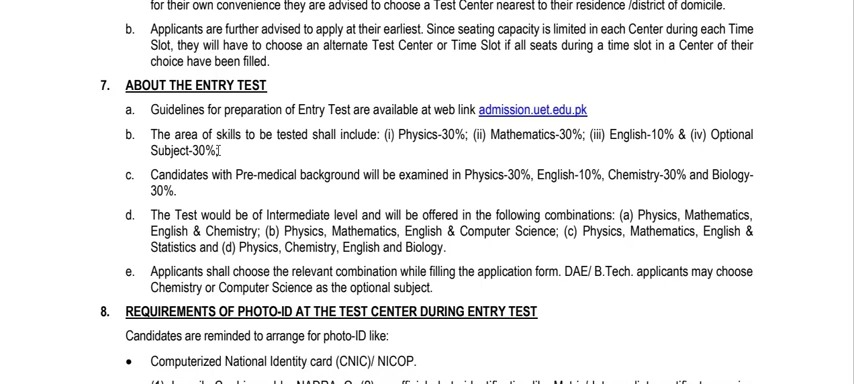 for their own convenience they are advised to choose a Test Center nearest to their residence /district of domicile.
b. Applicants are further advised to apply at their earliest. Since seating capacity is limited in each Center during each Time
Slot, they will have to choose an alternate Test Center or Time Slot if all seats during a time slot in a Center of their
choice have been filled.
7. ABOUT THE ENTRY TEST
a. Guidelines for preparation of Entry Test are available at web link admission.uet.edu.pk
b. The area of skills to be tested shall include: (i) Physics-30%; (ii) Mathematics-30%; (iii) English-10% & (iv) Optional
Subject-30%;
c. Candidates with Pre-medical background will be examined in Physics-30%, English-10%, Chemistry-30% and Biology-
30%.
d. The Test would be of Intermediate level and will be offered in the following combinations: (a) Physics, Mathematics,
English & Chemistry; (b) Physics, Mathematics, English & Computer Science; (c) Physics, Mathematics, English &
Statistics and (d) Physics, Chemistry, English and Biology.
e. Applicants shall choose the relevant combination while filling the application form. DAE/ B.Tech. applicants may choose
Chemistry or Computer Science as the optional subject.
8. REQUIREMENTS OF PHOTO-ID AT THE TEST CENTER DURING ENTRY TEST
Candidates are reminded to arrange for photo-ID like:
• Computerized National Identity card (CNIC)/ NICOP.